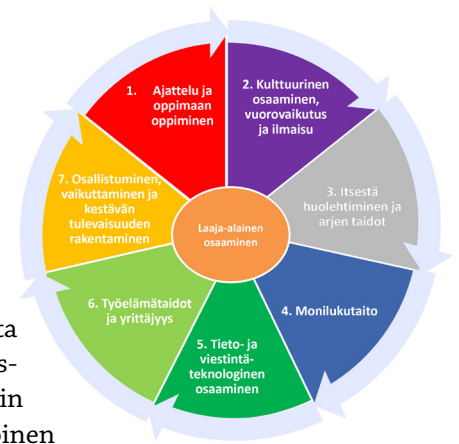 1. Ajattelu ja
oppimaan
oppiminen
2. Kulttuurinen
osaaminen,
vuorovaikutus
ja ilmaisu
3. Itsestä
huolehtiminen ja
arjen taidot
4. Monilukutaito
5. Tieto- ja
viestintä-
teknologinen
osaaminen
6. Työelämätaidot
ja yrittäjyys
7. Osallistuminen,
vaikuttaminen ja
kestävän
tulevaisuuden
rakentaminen
Laaja-alainen
osaaminen